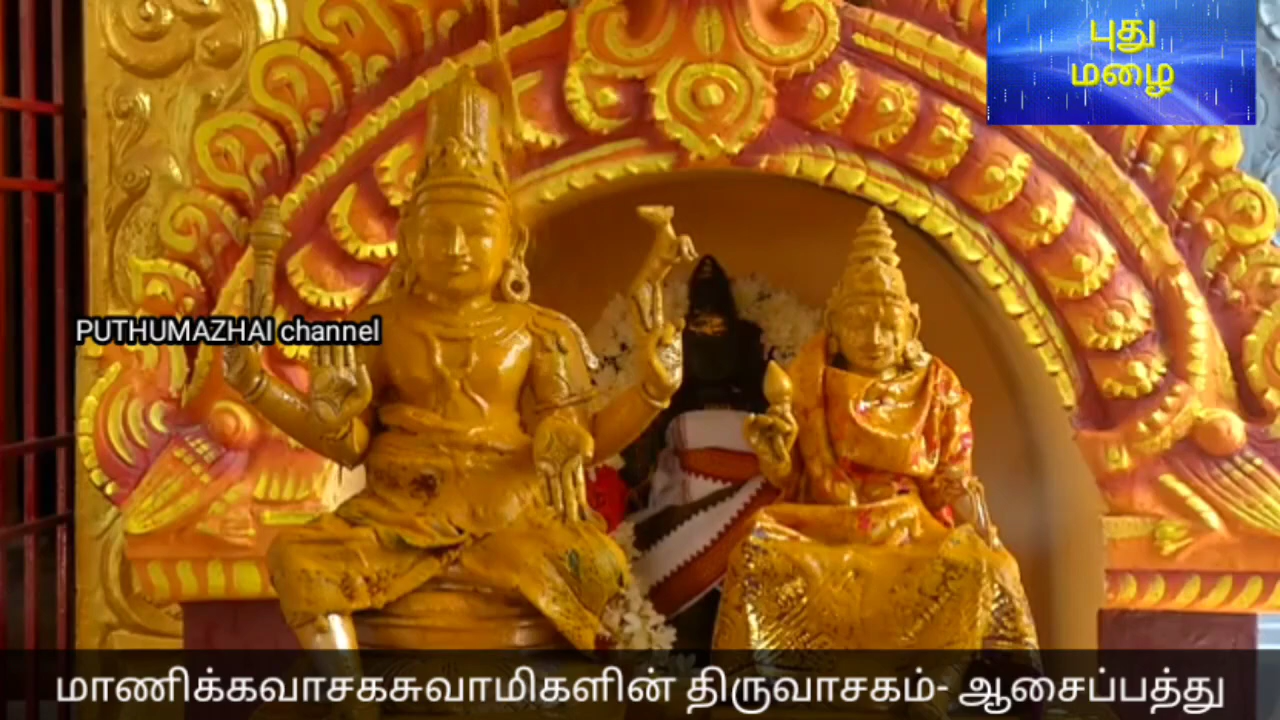 புது
மழை
PUTHUMAZHAI channel
மாணிக்கவாசகசுவாமிகளின் திருவாசகம்- ஆசைப்பத்து